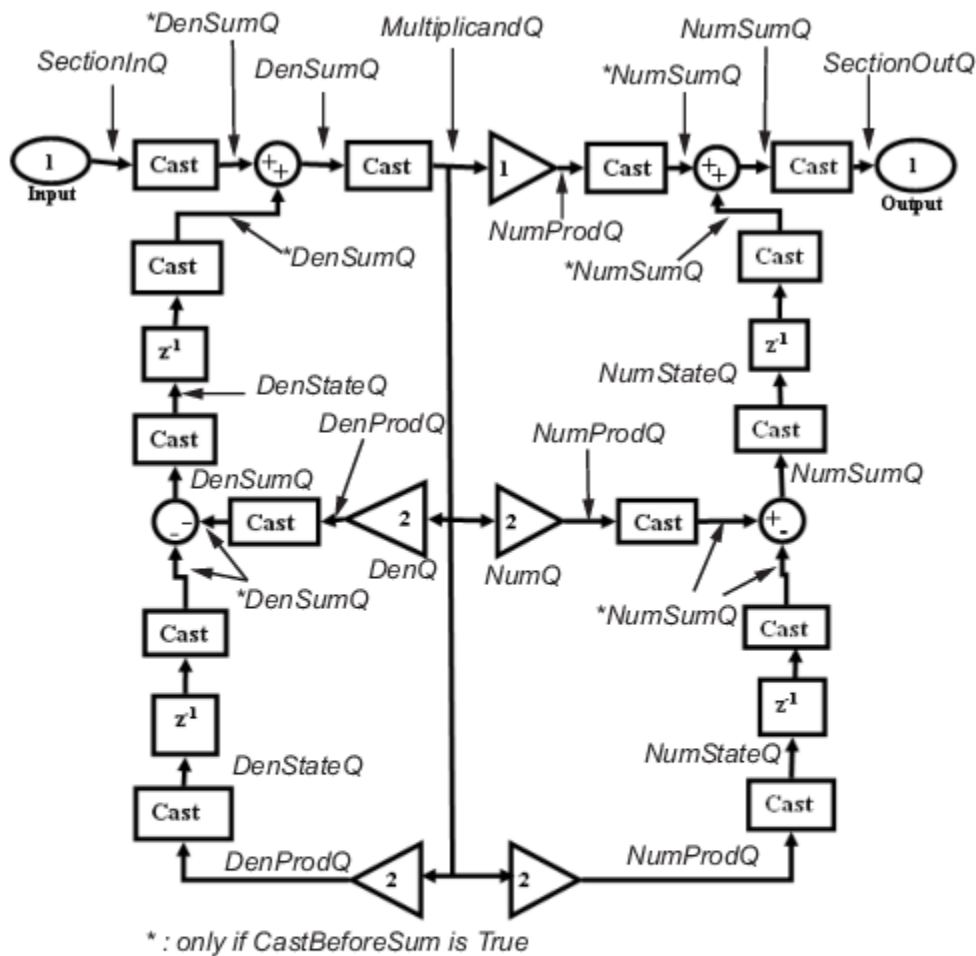 *DenSumQ
MultiplicandQ
NumSumQ
SectionInQ
DenSumQ
*NumSumQ
SectionOutQ
1
Input
Cast
++
Cast
1
Cast
++
Cast
1
Output
NumProdQ
*DenSumQ
*NumSumQ
Cast
Cast
z-1
z-1
DenStateQ
NumStateQ
DenProdQ
NumProdQ
Cast
Cast
DenSumQ
NumSumQ
- -
Cast
2
2
Cast
+ -
DenQ
NumQ
*DenSumQ
*NumSumQ
Cast
Cast
z-1
z-1
DenStateQ
NumStateQ
Cast
Cast
DenProdQ
2
2
NumProdQ
* : only if CastBeforeSum is True